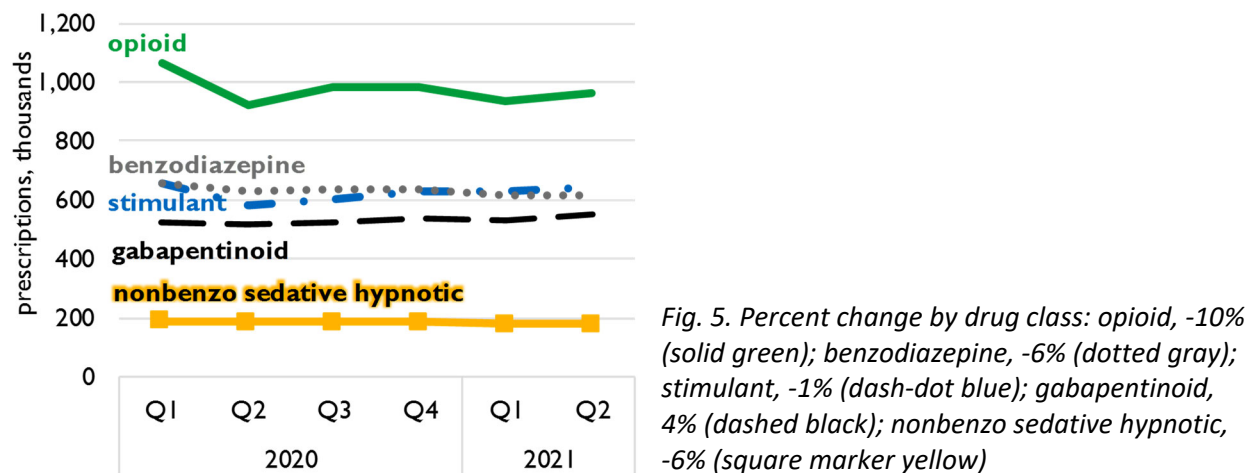 prescriptions, thousands
1,200
1,000
800
600
400
200
0
opioid
benzodiazepine
stimulant
gabapentinoid
nonbenzo sedative hypnotic
Q1 Q2 Q3 Q4 Q1 Q2
2020 2021
Fig. 5. Percent change by drug class: opioid, -10%
(solid green); benzodiazepine, -6% (dotted gray);
stimulant, -1% (dash-dot blue); gabapentinoid,
4% (dashed black); nonbenzo sedative hypnotic,
-6% (square marker yellow)